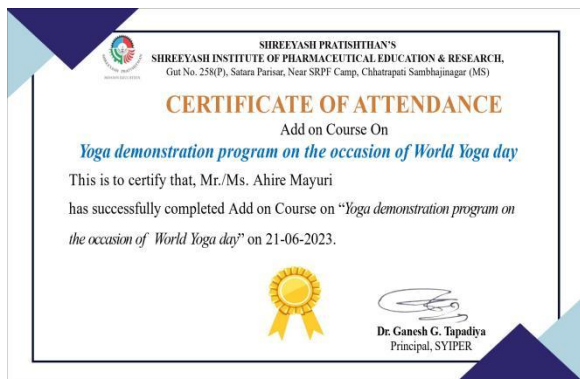 SHREEYASH PRATISHTHAN'S
SHREEYASH INSTITUTE OF PHARMACEUTICAL EDUCATION & RESEARCH,
Gut No. 258(P), Satara Parisar, Near SRPF Camp, Chhatrapati Sambhajinagar (MS)
CERTIFICATE OF ATTENDANCE
Add on Course On
Yoga demonstration program on the occasion of World Yoga day
This is to certify that, Mr./Ms. Ahire Mayuri
has successfully completed Add on Course on “Yoga demonstration program on
the occasion of World Yoga day” on 21-06-2023.
Dr. Ganesh G. Tapadiya
Principal, SYIPER